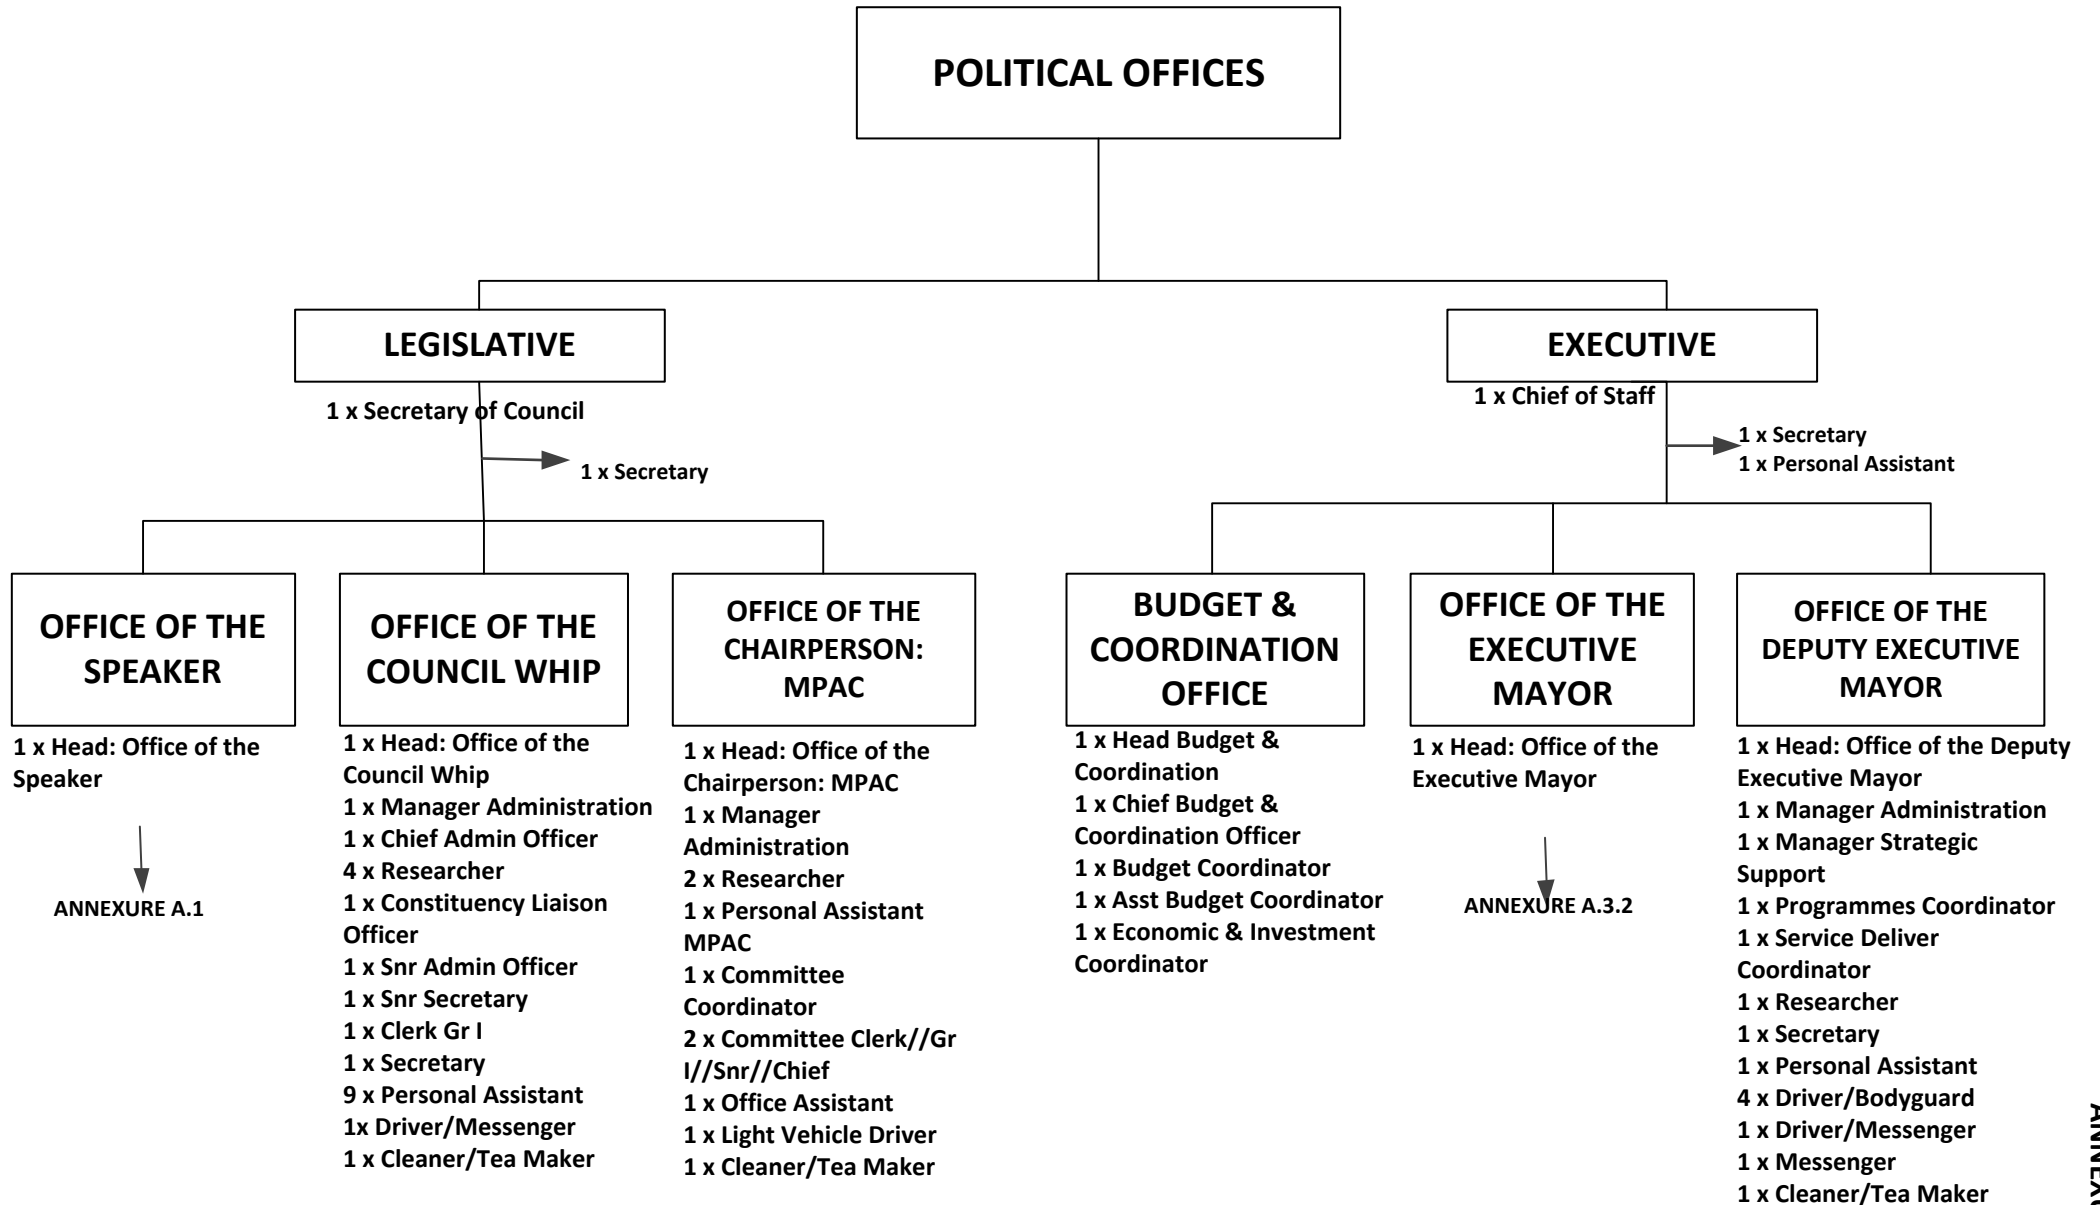 POLITICAL OFFICES
LEGISLATIVE
1 x Secretary of Council
1 x Secretary
EXECUTIVE
1 x Chief of Staff
1 x Secretary
1 x Personal Assistant
OFFICE OF THE
SPEAKER
1 x Head: Office of the
Speaker
ANNEXURE A.1
OFFICE OF THE
COUNCIL WHIP
1 x Head: Office of the
Council Whip
1 x Manager Administration
1 x Chief Admin Officer
4 x Researcher
1 x Constituency Liaison
Officer
1 x Snr Admin Officer
1 x Snr Secretary
1 x Clerk Gr I
1 x Secretary
9 x Personal Assistant
1x Driver/Messenger
1 x Cleaner/Tea Maker
OFFICE OF THE
CHAIRPERSON:
MPAC
1 x Head: Office of the
Chairperson: MPAC
1 x Manager
Administration
2 x Researcher
1 x Personal Assistant
MPAC
1 x Committee
Coordinator
2 x Committee Clerk//Gr
I//Snr//Chief
1 x Office Assistant
1 x Light Vehicle Driver
1 x Cleaner/Tea Maker
BUDGET &
COORDINATION
OFFICE
1 x Head Budget &
Coordination
1 x Chief Budget &
Coordination Officer
1 x Budget Coordinator
1 x Asst Budget Coordinator
1 x Economic & Investment
Coordinator
OFFICE OF THE
EXECUTIVE
MAYOR
1 x Head: Office of the
Executive Mayor
ANNEXURE A.3.2
OFFICE OF THE
DEPUTY EXECUTIVE
MAYOR
1 x Head: Office of the Deputy
Executive Mayor
1 x Manager Administration
1 x Manager Strategic
Support
1 x Programmes Coordinator
1 x Service Deliver
Coordinator
1 x Researcher
1 x Secretary
1 x Personal Assistant
4 x Driver/Bodyguard
1 x Driver/Messenger
1 x Messenger
1 x Cleaner/Tea Maker